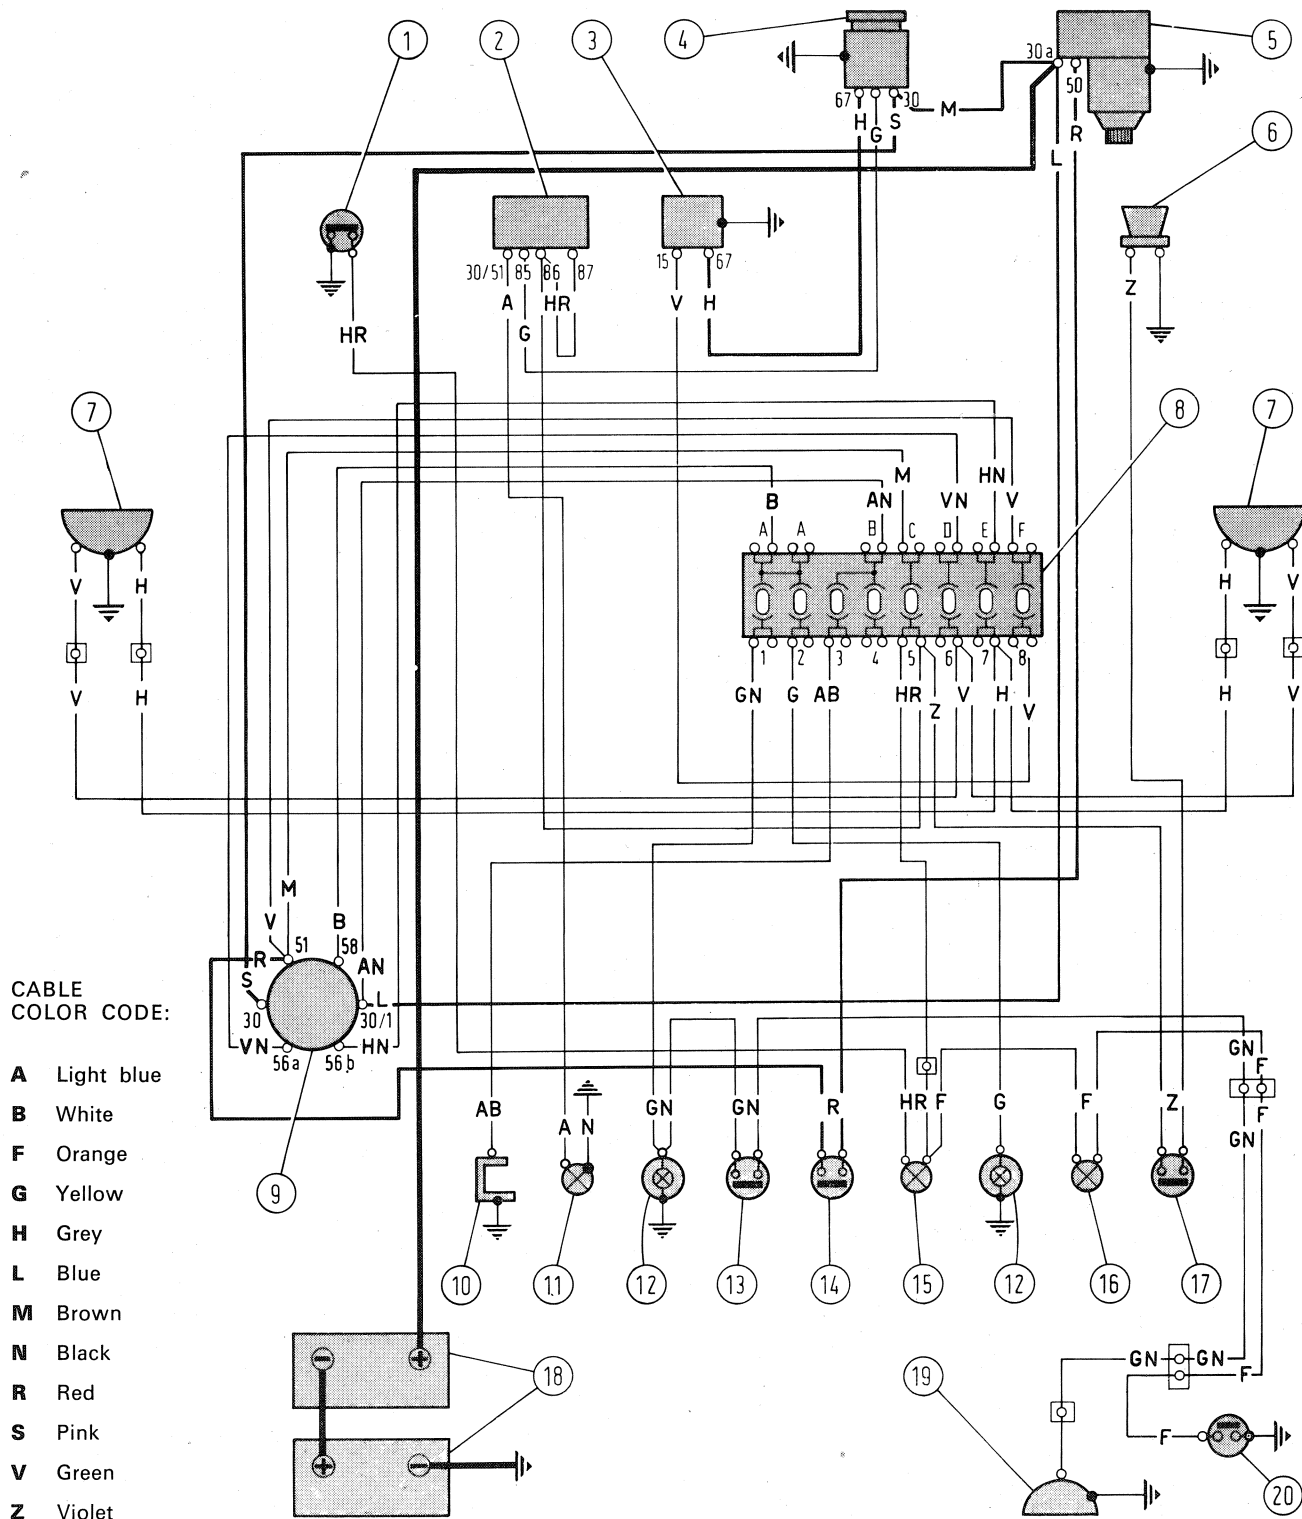 1 2 3 4 5
30a
50
67 30
H G S M
R
L
6
30/51 85 86 87
15 67
A HR V H Z
G
HR
7 8 7
M HN
B AN VN V
A A B C D E F
V H H V
1 2 3 4 5 6 7 8
V H GN G AB HR Z V H V H V
M
V B
R 51 58
S AN
30 L 30/1
VN 56a 56b HN
9
CABLE
COLOR CODE:
A Light blue
B White
F Orange
G Yellow
H Grey
L Blue
M Brown
N Black
R Red
S Pink
V Green
Z Violet
GN F
AB A N GN GN R HR F G F Z F
GN
10 11 12 13 14 15 12 16 17
- +
18
+ -
GN GN
F
19
F
20